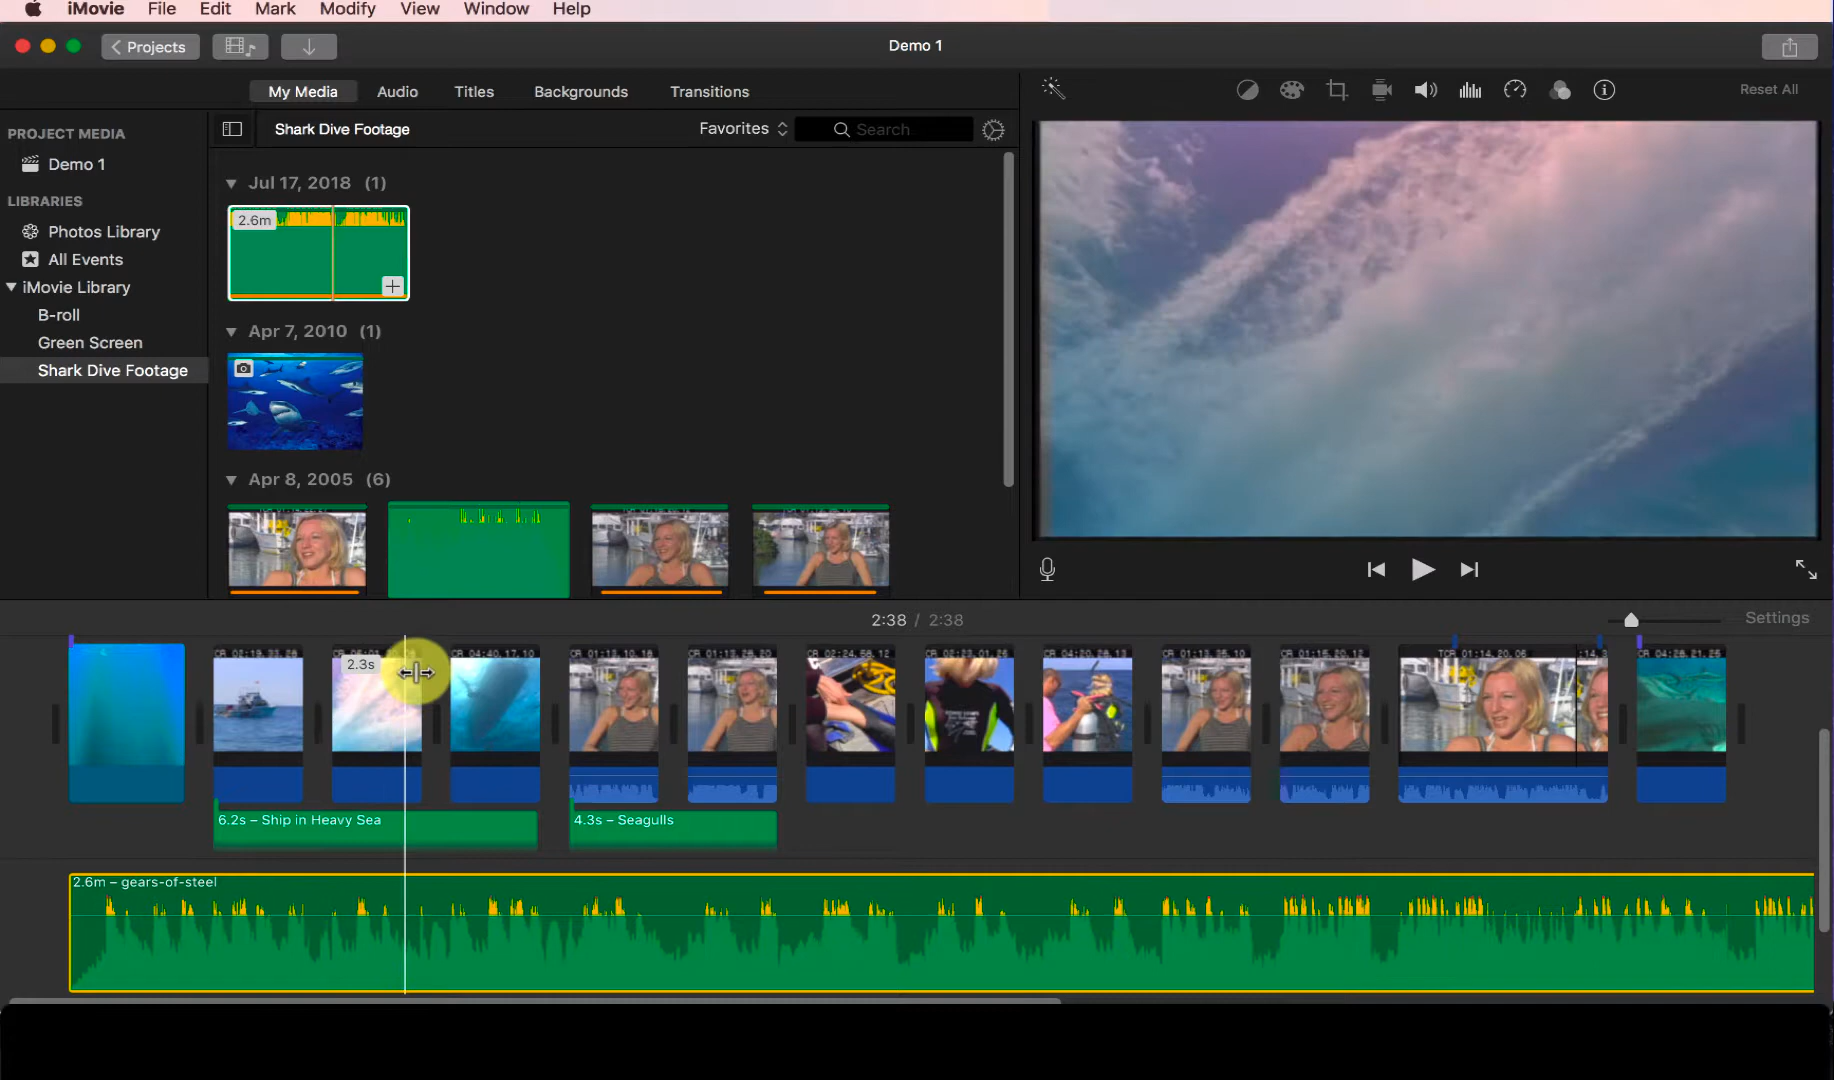 iMovie File Edit Mark Modify View Window Help
Projects
Demo 1
My Media Audio Titles Backgrounds Transitions
Reset All
PROJECT MEDIA
Demo 1
LIBRARIES
Photos Library
All Events
iMovie Library
B-roll
Green Screen
Shark Dive Footage
Shark Dive Footage
Favorites
Search
Jul 17, 2018 (1)
2.6m
Apr 7, 2010 (1)
Apr 8, 2005 (6)
2:38 / 2:38
Settings
2.3s
6.2s – Ship in Heavy Sea
4.3s – Seagulls
2.6m – gears-of-steel